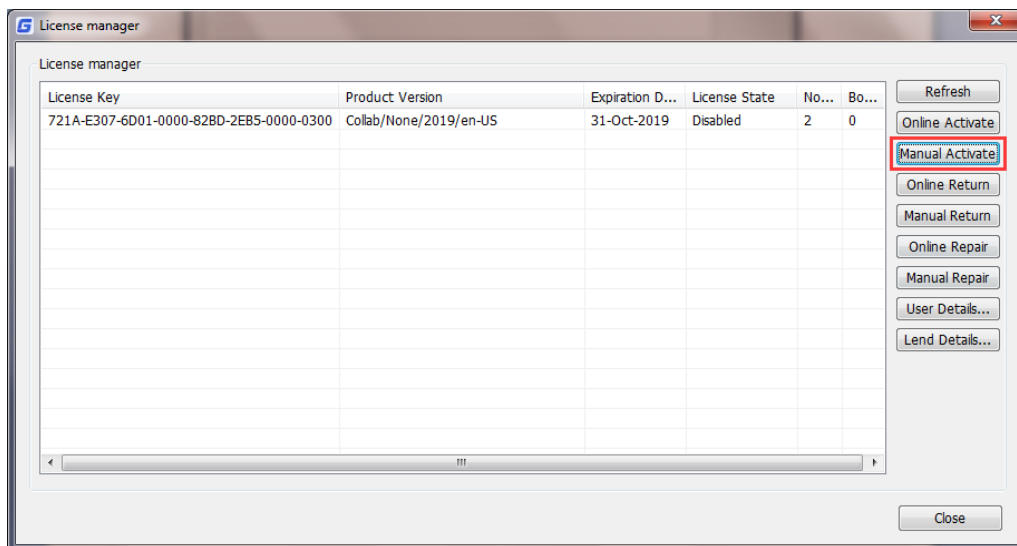 License manager
License manager
License Key Product Version Expiration D... License State No... Bo...
721A-E307-6D01-0000-82BD-2EB5-0000-0300 Collab/None/2019/en-US 31-Oct-2019 Disabled 2 0
Refresh
Online Activate
Manual Activate
Online Return
Manual Return
Online Repair
Manual Repair
User Details...
Lend Details...
Close